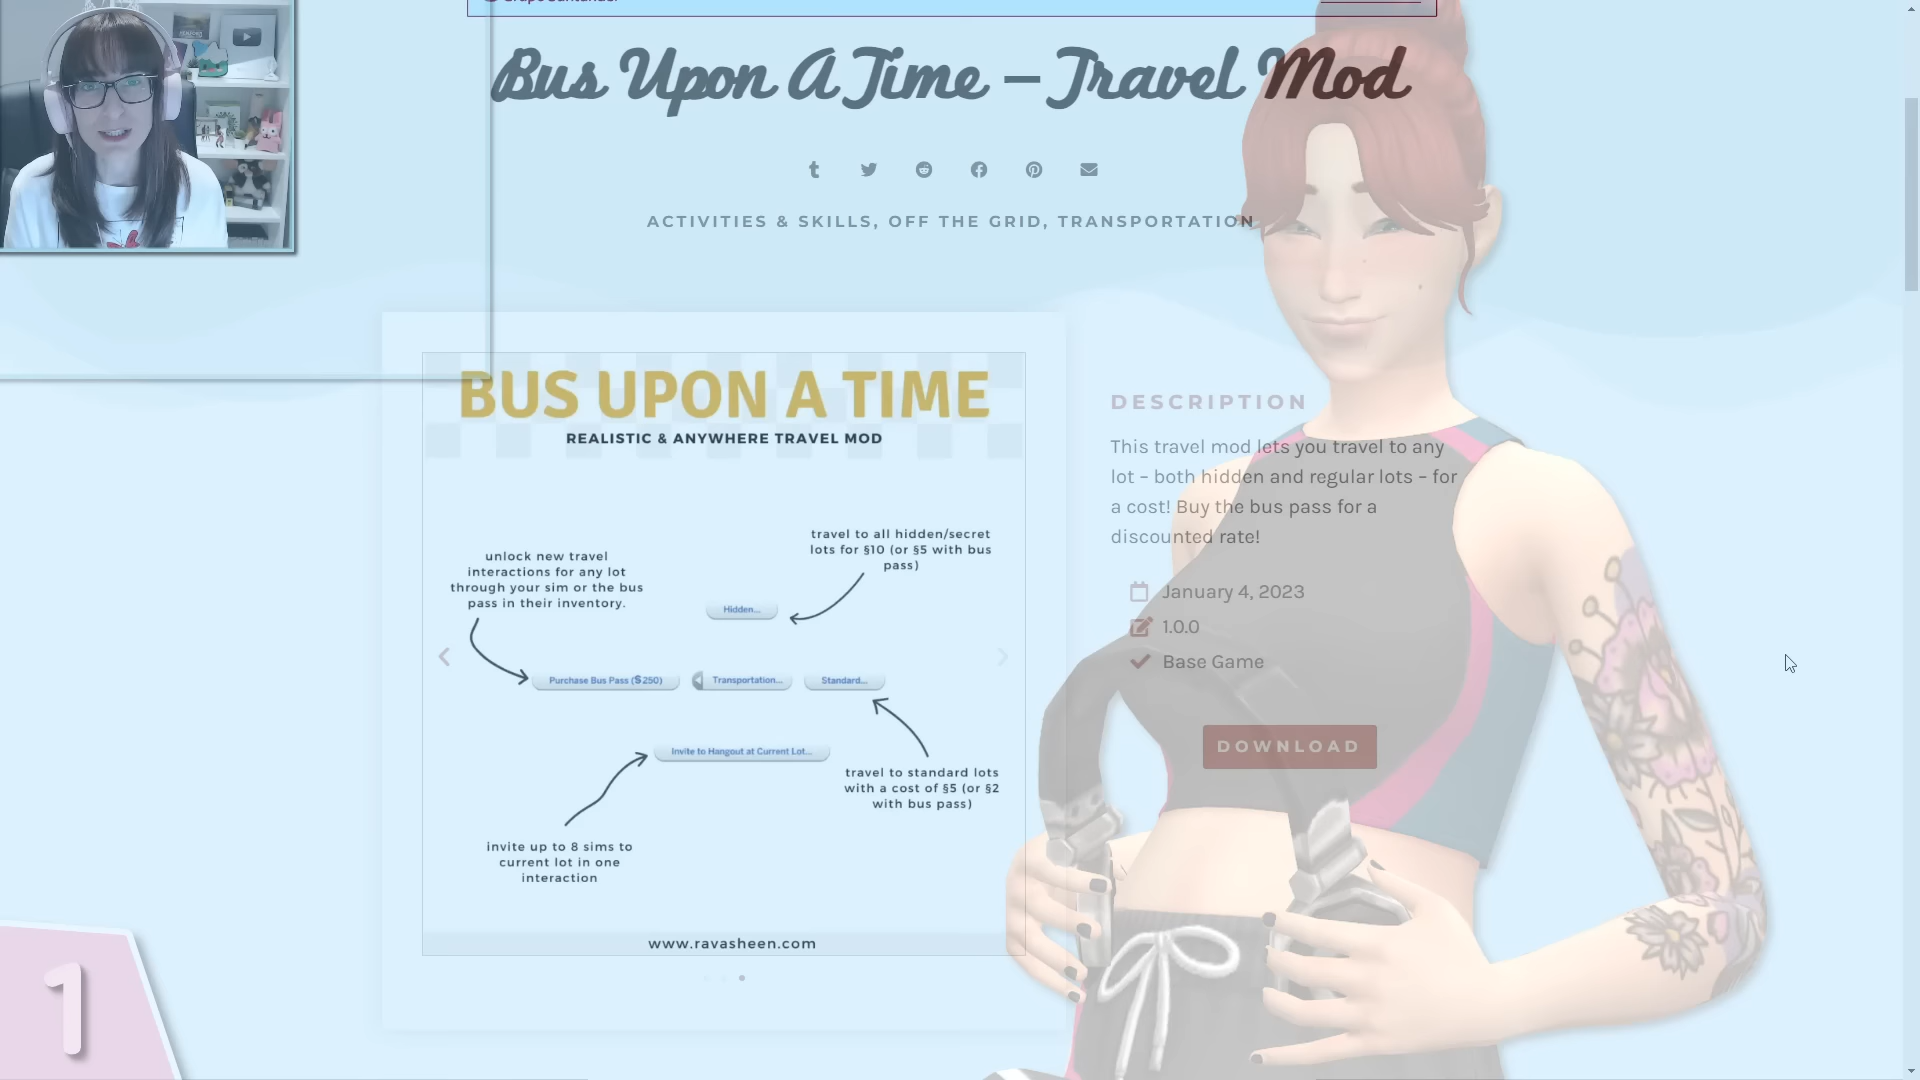 Bus Upon A Time – Travel Mod
ACTIVITIES & SKILLS, OFF THE GRID, TRANSPORTATION
BUS UPON A TIME
REALISTIC & ANYWHERE TRAVEL MOD
unlock new travel
interactions for any lot
through your sim or the bus
pass in their inventory.
travel to all hidden/secret
lots for §10 (or §5 with bus
pass)
Hidden...
Purchase Bus Pass (§250)
Transportation...
Standard...
Invite to Hangout at Current Lot...
travel to standard lots
with a cost of §5 (or §2
with bus pass)
invite up to 8 sims to
current lot in one
interaction
www.ravasheen.com
DESCRIPTION
This travel mod lets you travel to any
lot – both hidden and regular lots – for
a cost! Buy the bus pass for a
discounted rate!
January 4, 2023
1.0.0
Base Game
DOWNLOAD
1